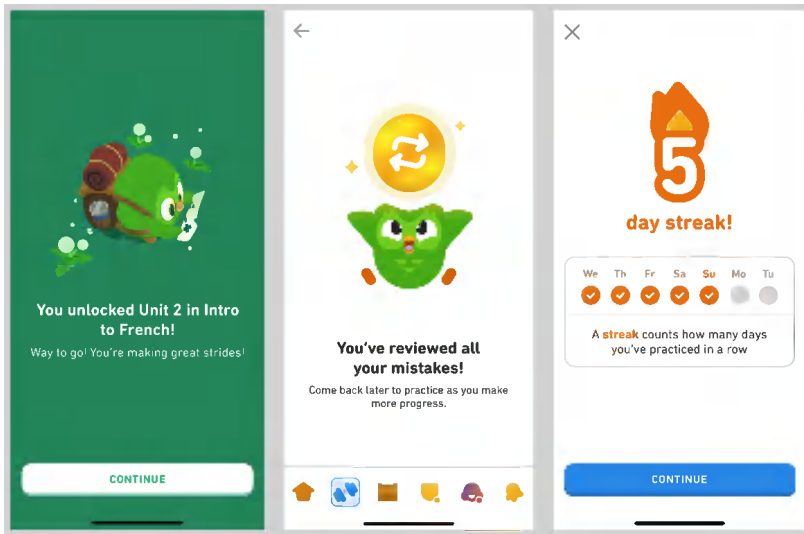 You unlocked Unit 2 in Intro
to French!
Way to go! You're making great strides!
CONTINUE
You've reviewed all
your mistakes!
Come back later to practice as you make
more progress.
5
day streak!
We Th Fr Sa Su Mo Tu
A streak counts how many days
you've practiced in a row
CONTINUE